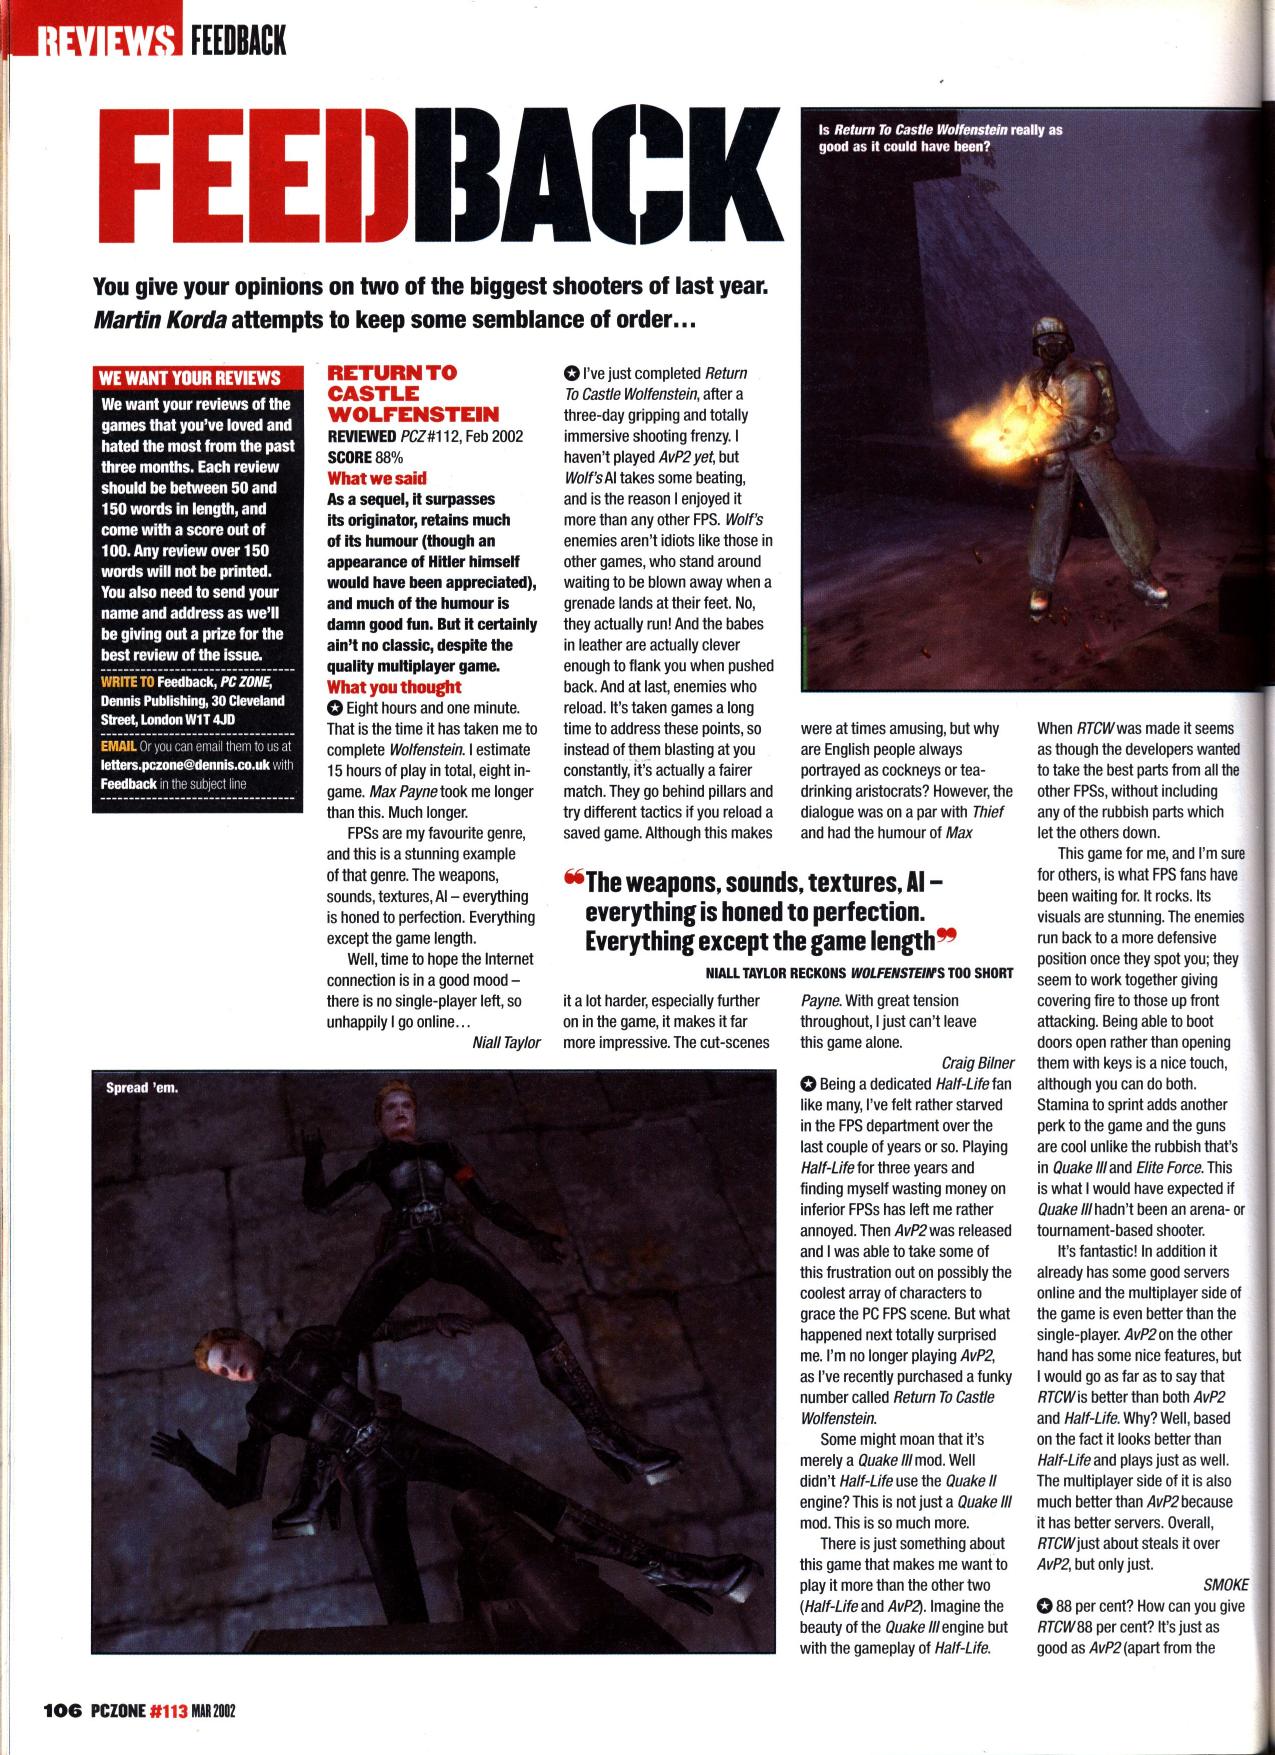 REVIEWS FEEDBACK
FEEDBACK
You give your opinions on two of the biggest shooters of last year.
Martin Korda attempts to keep some semblance of order...
Is Return To Castle Wolfenstein really as
good as it could have been?
WE WANT YOUR REVIEWS
We want your reviews of the
games that you've loved and
hated the most from the past
three months. Each review
should be between 50 and
150 words in length, and
come with a score out of
100. Any review over 150
words will not be printed.
You also need to send your
name and address as we'll
be giving out a prize for the
best review of the issue.
WRITE TO Feedback, PC ZONE,
Dennis Publishing, 30 Cleveland
Street, London W1T 4JD
EMAIL Or you can email them to us at
letters.pczone@dennis.co.uk with
Feedback in the subject line
RETURN TO
CASTLE
WOLFENSTEIN
REVIEWED PCZ #112, Feb 2002
SCORE 88%
What we said
As a sequel, it surpasses
its originator, retains much
of its humour (though an
appearance of Hitler himself
would have been appreciated),
and much of the humour is
damn good fun. But it certainly
ain't no classic, despite the
quality multiplayer game.
What you thought
Eight hours and one minute.
That is the time it has taken me to
complete Wolfenstein. I estimate
15 hours of play in total, eight in-
game. Max Payne took me longer
than this. Much longer.
FPSs are my favourite genre,
and this is a stunning example
of that genre. The weapons,
sounds, textures, AI – everything
is honed to perfection. Everything
except the game length.
Well, time to hope the Internet
connection is in a good mood –
there is no single-player left, so
unhappily I go online...
Niall Taylor
I've just completed Return
To Castle Wolfenstein, after a
three-day gripping and totally
immersive shooting frenzy. I
haven't played AvP2 yet, but
Wolf's AI takes some beating,
and is the reason I enjoyed it
more than any other FPS. Wolf's
enemies aren't idiots like those in
other games, who stand around
waiting to be blown away when a
grenade lands at their feet. No,
they actually run! And the babes
in leather are actually clever
enough to flank you when pushed
back. And at last, enemies who
reload. It's taken games a long
time to address these points, so
instead of them blasting at you
constantly, it's actually a fairer
match. They go behind pillars and
try different tactics if you reload a
saved game. Although this makes
it a lot harder, especially further
on in the game, it makes it far
more impressive. The cut-scenes
were at times amusing, but why
are English people always
portrayed as cockneys or tea-
drinking aristocrats? However, the
dialogue was on a par with Thief
and had the humour of Max
Payne. With great tension
throughout, I just can't leave
this game alone.
Craig Bilner
“The weapons, sounds, textures, AI –
everything is honed to perfection.
Everything except the game length”
NIALL TAYLOR RECKONS WOLFENSTEIN'S TOO SHORT
Being a dedicated Half-Life fan
like many, I've felt rather starved
in the FPS department over the
last couple of years or so. Playing
Half-Life for three years and
finding myself wasting money on
inferior FPSs has left me rather
annoyed. Then AvP2 was released
and I was able to take some of
this frustration out on possibly the
coolest array of characters to
grace the PC FPS scene. But what
happened next totally surprised
me. I'm no longer playing AvP2,
as I've recently purchased a funky
number called Return To Castle
Wolfenstein.
Some might moan that it's
merely a Quake III mod. Well
didn't Half-Life use the Quake II
engine? This is not just a Quake III
mod. This is so much more.
There is just something about
this game that makes me want to
play it more than the other two
(Half-Life and AvP2). Imagine the
beauty of the Quake III engine but
with the gameplay of Half-Life.
When RTCW was made it seems
as though the developers wanted
to take the best parts from all the
other FPSs, without including
any of the rubbish parts which
let the others down.
This game for me, and I'm sure
for others, is what FPS fans have
been waiting for. It rocks. Its
visuals are stunning. The enemies
run back to a more defensive
position once they spot you; they
seem to work together giving
covering fire to those up front
attacking. Being able to boot
doors open rather than opening
them with keys is a nice touch,
although you can do both.
Stamina to sprint adds another
perk to the game and the guns
are cool unlike the rubbish that's
in Quake III and Elite Force. This
is what I would have expected if
Quake III hadn't been an arena- or
tournament-based shooter.
It's fantastic! In addition it
already has some good servers
online and the multiplayer side of
the game is even better than the
single-player. AvP2 on the other
hand has some nice features, but
I would go as far as to say that
RTCW is better than both AvP2
and Half-Life. Why? Well, based
on the fact it looks better than
Half-Life and plays just as well.
The multiplayer side of it is also
much better than AvP2 because
it has better servers. Overall,
RTCW just about steals it over
AvP2, but only just.
SMOKE
88 per cent? How can you give
RTCW 88 per cent? It's just as
good as AvP2 (apart from the
Spread 'em.
106 PCZONE #113 MAR 2002